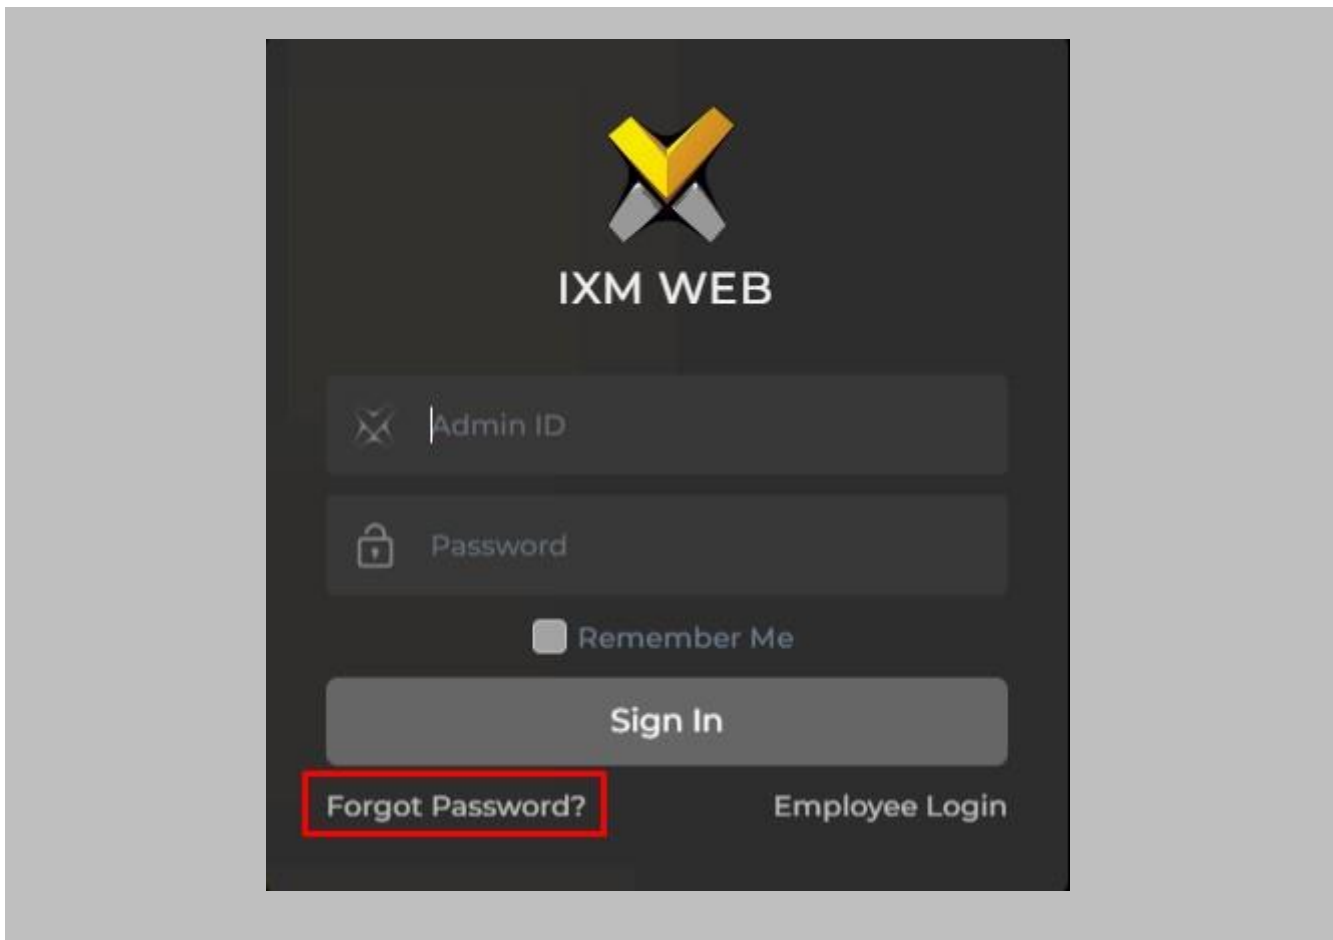 IXM WEB
Admin ID
Password
Remember Me
Sign In
Forgot Password?
Employee Login